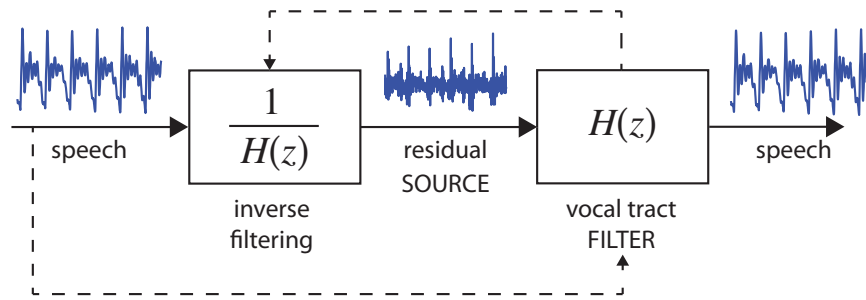 1
H(z)
H(z)
speech
residual
SOURCE
speech
inverse
filtering
vocal tract
FILTER